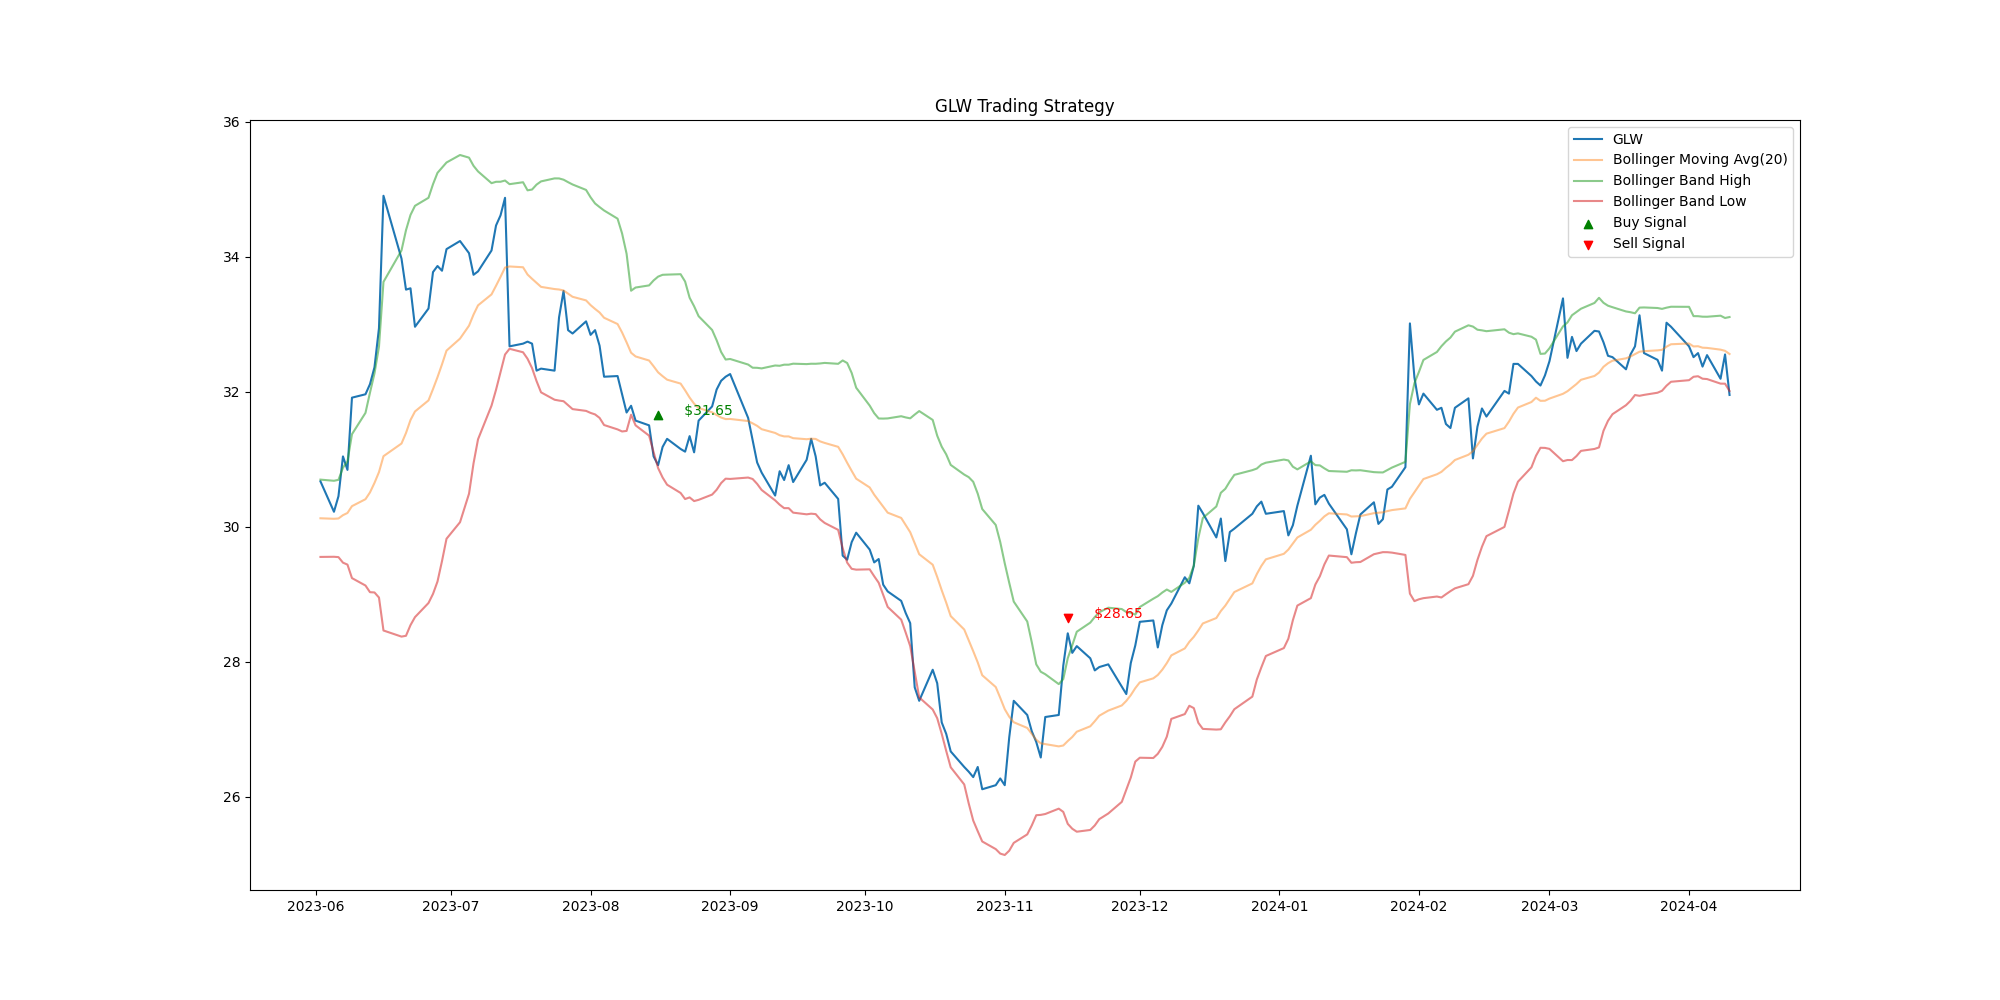 GLW Trading Strategy
36
34
32
30
28
26
GLW
Bollinger Moving Avg(20)
Bollinger Band High
Bollinger Band Low
Buy Signal
Sell Signal
$31.65
$28.65
2023-06
2023-07
2023-08
2023-09
2023-10
2023-11
2023-12
2024-01
2024-02
2024-03
2024-04